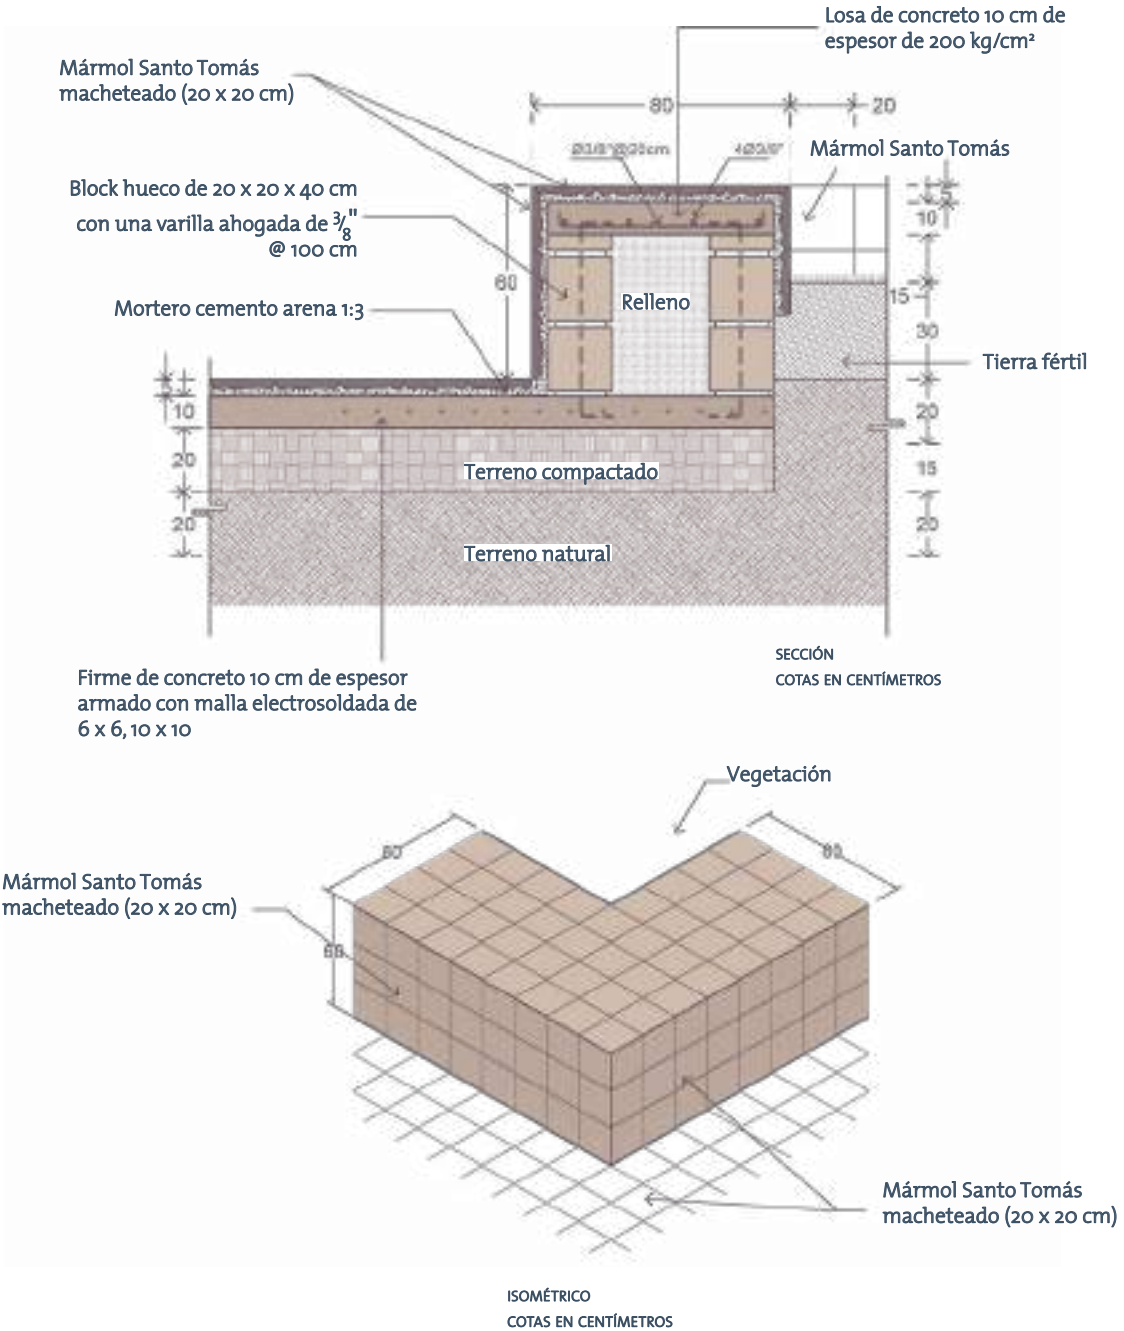 Losa de concreto 10 cm de
espesor de 200 kg/cm²
Mármol Santo Tomás
macheteado (20 x 20 cm)
80
20
Ø3/8"@20cm
4Ø3/8"
Mármol Santo Tomás
Block hueco de 20 x 20 x 40 cm
con una varilla ahogada de ⅜"
@ 100 cm
5
10
60
15
Relleno
Mortero cemento arena 1:3
30
Tierra fértil
10
20
20
Terreno compactado
15
20
20
Terreno natural
Firme de concreto 10 cm de espesor
armado con malla electrosoldada de
6 x 6, 10 x 10
SECCIÓN
COTAS EN CENTÍMETROS
Vegetación
80
80
Mármol Santo Tomás
macheteado (20 x 20 cm)
Mármol Santo Tomás
macheteado (20 x 20 cm)
ISOMÉTRICO
COTAS EN CENTÍMETROS